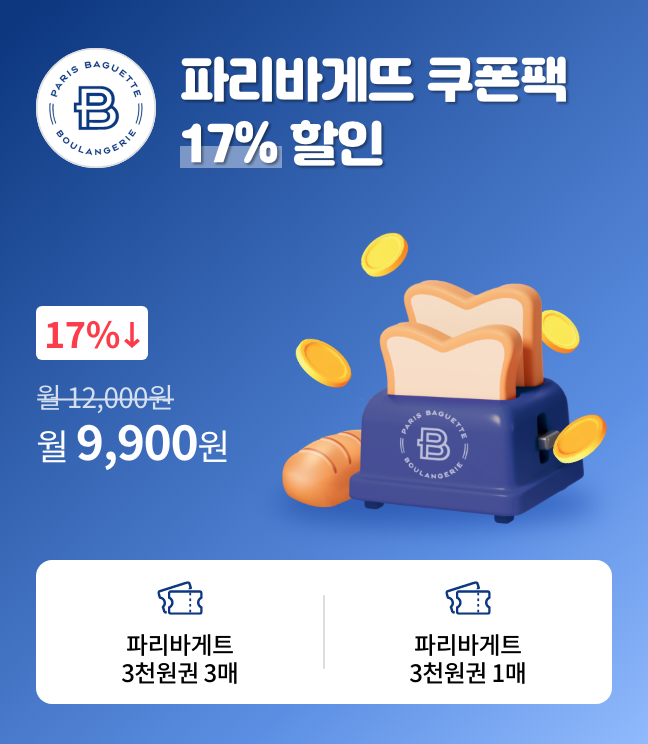 PARIS BAGUETTE
B
BOULANGERIE
파리바게뜨 쿠폰팩
17% 할인
17%↓
월 12,000원
월 9,900원
PARIS BAGUETTE
B
BOULANGERIE
파리바게트
3천원권 3매
파리바게트
3천원권 1매